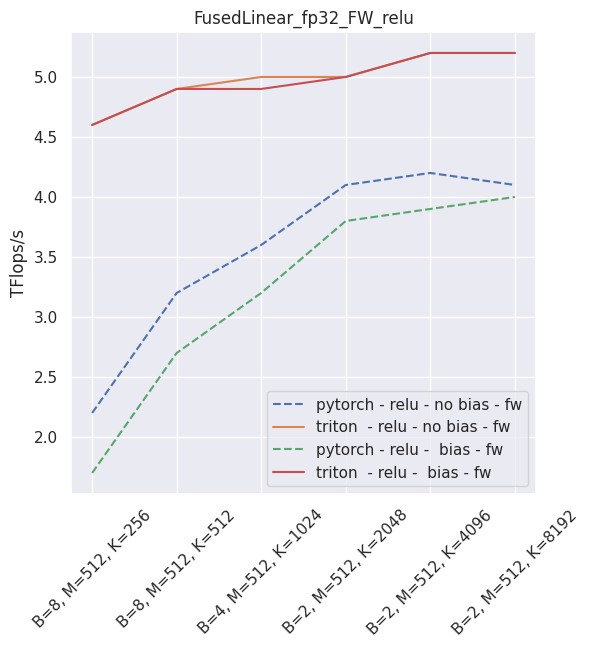 FusedLinear_fp32_FW_relu
TFlops/s
5.0
4.5
4.0
3.5
3.0
2.5
2.0
pytorch - relu - no bias - fw
triton  - relu - no bias - fw
pytorch - relu -  bias - fw
triton  - relu -  bias - fw
B=8, M=512, K=256
B=8, M=512, K=512
B=4, M=512, K=1024
B=2, M=512, K=2048
B=2, M=512, K=4096
B=2, M=512, K=8192